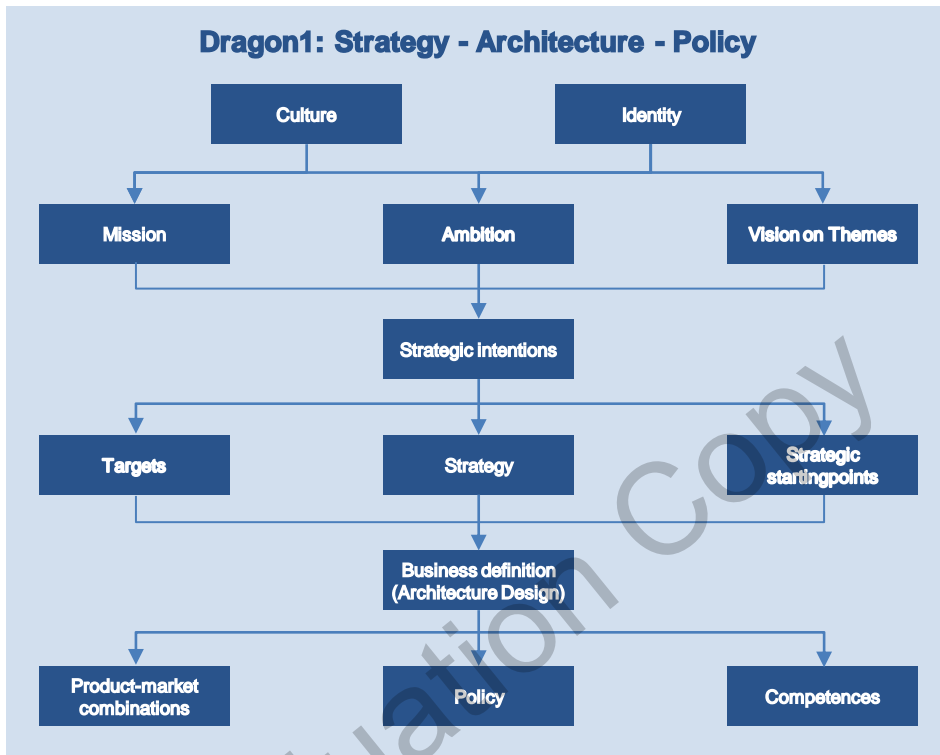 Dragon1: Strategy - Architecture - Policy
Culture
Identity
Mission
Ambition
Vision on Themes
Strategic intentions
Targets
Strategy
Strategic
startingpoints
Business definition
(Architecture Design)
Product-market
combinations
Policy
Competences
uation Copy